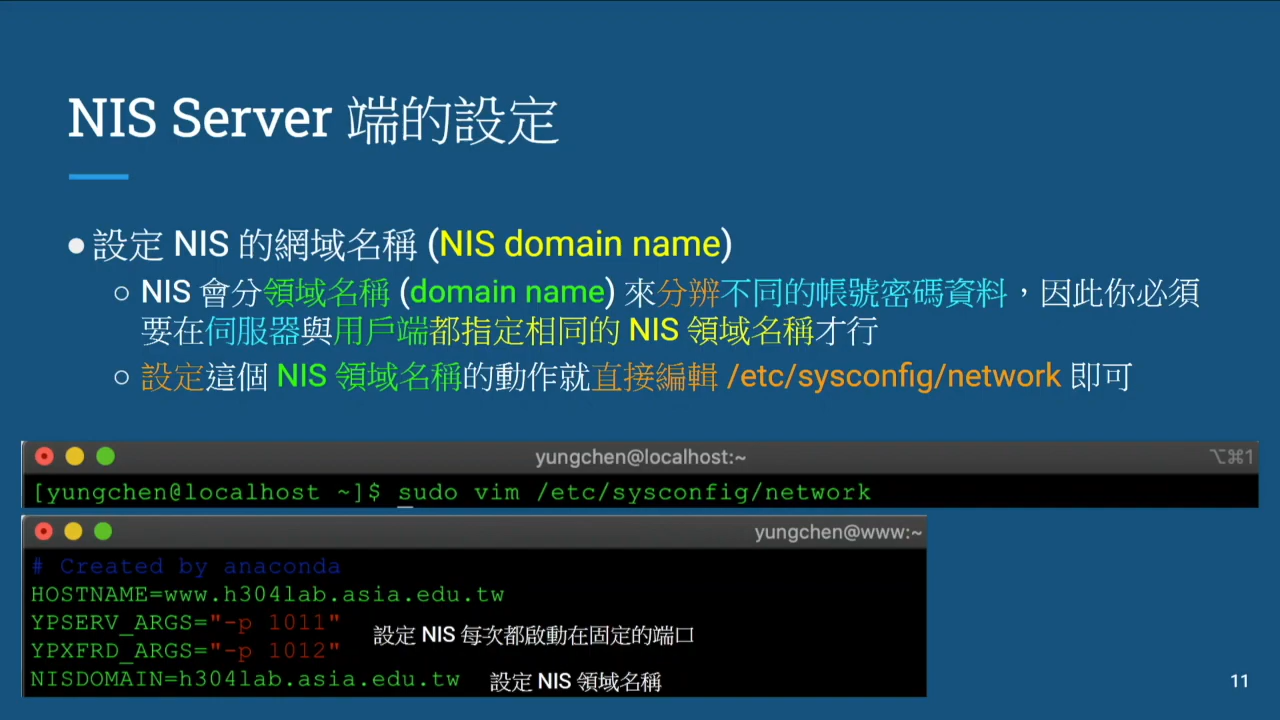 NIS Server 端的設定
●設定 NIS 的網域名稱 (NIS domain name)
○ NIS 會分領域名稱 (domain name) 來分辨不同的帳號密碼資料，因此你必須
要在伺服器與用戶端都指定相同的 NIS 領域名稱才行
○ 設定這個 NIS 領域名稱的動作就直接編輯 /etc/sysconfig/network 即可
yungchen@localhost:~ ⌥⌘1
[yungchen@localhost ~]$ sudo vim /etc/sysconfig/network
yungchen@www:~
# Created by anaconda
HOSTNAME=www.h304lab.asia.edu.tw
YPSERV_ARGS="-p 1011"
設定 NIS 每次都啟動在固定的端口
YPXFRD_ARGS="-p 1012"
NISDOMAIN=h304lab.asia.edu.tw 設定 NIS 領域名稱
11